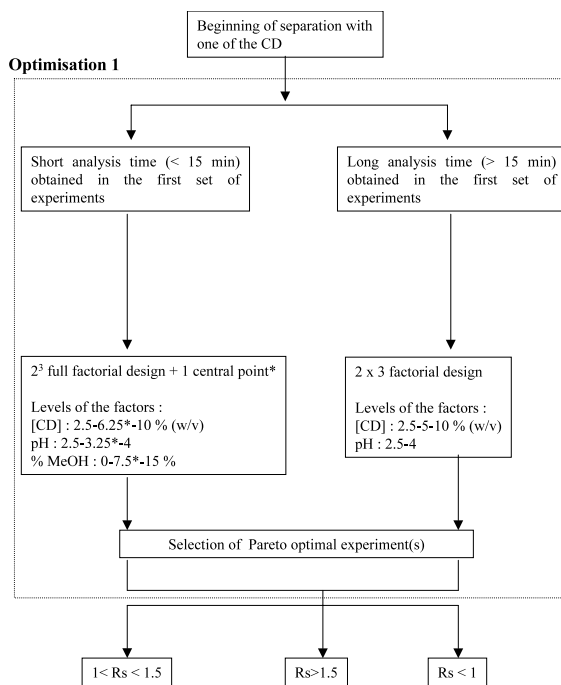 Beginning of separation with
one of the CD
Optimisation 1
Short analysis time (< 15 min)
obtained in the first set of
experiments
Long analysis time (> 15 min)
obtained in the first set of
experiments
2³ full factorial design + 1 central point*
Levels of the factors :
[CD] : 2.5-6.25*-10 % (w/v)
pH : 2.5-3.25*-4
% MeOH : 0-7.5*-15 %
2 x 3 factorial design
Levels of the factors :
[CD] : 2.5-5-10 % (w/v)
pH : 2.5-4
Selection of Pareto optimal experiment(s)
1< Rs < 1.5
Rs>1.5
Rs < 1